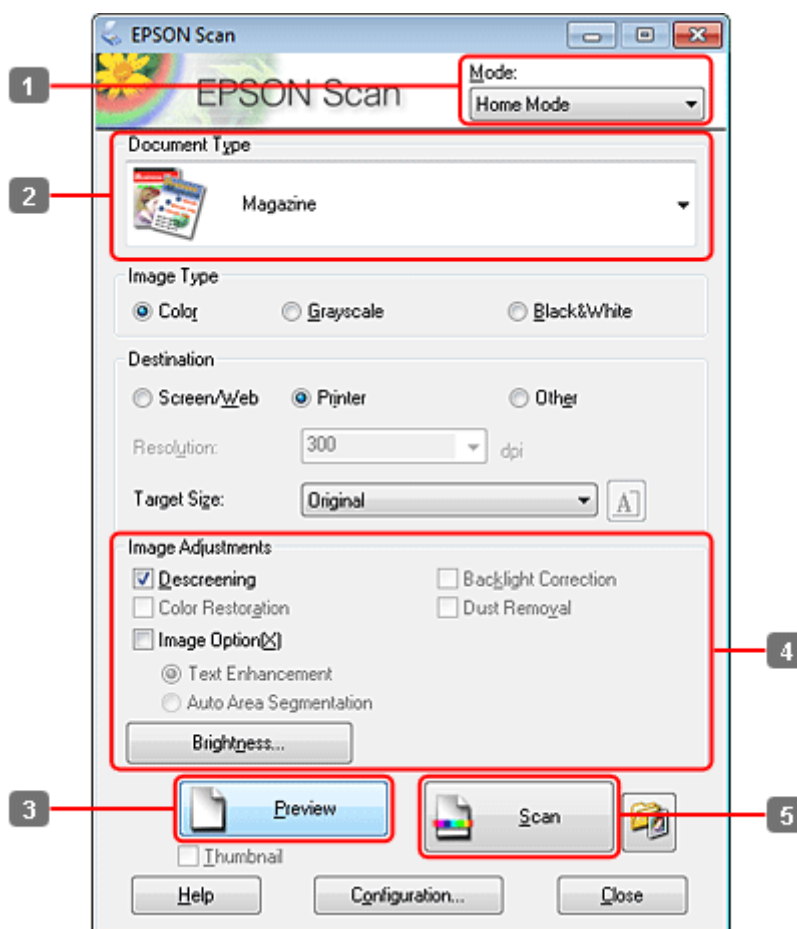 EPSON Scan
EPSON Scan
Mode:
1
Home Mode
Document Type
2
Magazine
Image Type
Color Grayscale Black&White
Destination
Screen/Web Printer Other
Resolution: 300 dpi
Target Size: Original A
Image Adjustments
Descreening Backlight Correction
Color Restoration Dust Removal
Image Option(X)
4
Text Enhancement
Auto Area Segmentation
Brightness...
3 Preview Scan 5
Thumbnail
Help Configuration... Close